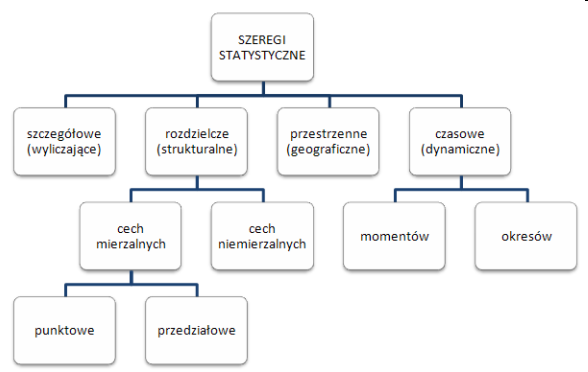 SZEREGI
STATYSTYCZNE
szczegółowe
(wyliczające)
rozdzielcze
(strukturalne)
przestrzenne
(geograficzne)
czasowe
(dynamiczne)
cech
mierzalnych
cech
niemierzalnych
momentów
okresów
punktowe
przedziałowe